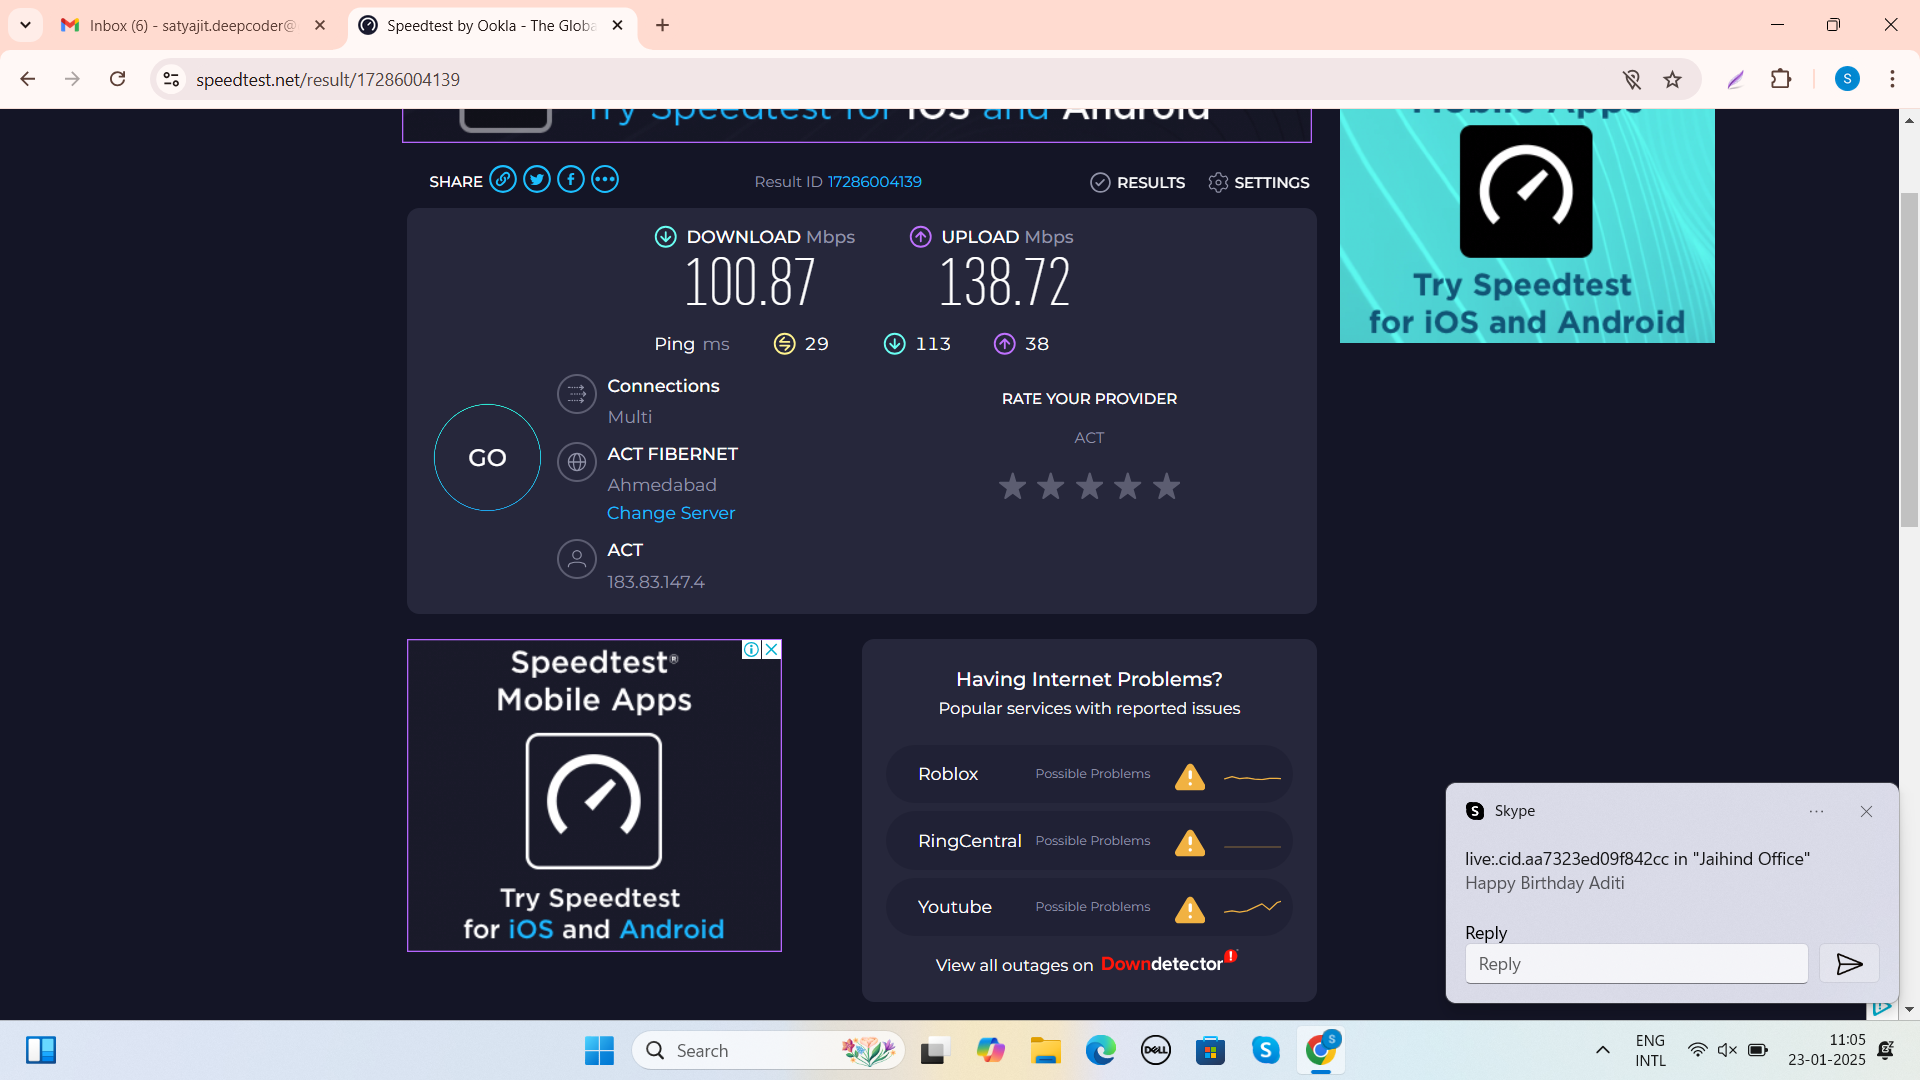 Inbox (6) - satyajit.deepcoder@
Speedtest by Ookla - The Globa
speedtest.net/result/17286004139
S
Try Speedtest for iOS and Android
Mobile Apps
Try Speedtest
for iOS and Android
SHARE
Result ID 17286004139
RESULTS
SETTINGS
DOWNLOAD Mbps
100.87
UPLOAD Mbps
138.72
Ping ms
29
113
38
GO
Connections
Multi
ACT FIBERNET
Ahmedabad
Change Server
ACT
183.83.147.4
RATE YOUR PROVIDER
ACT
Speedtest®
Mobile Apps
Try Speedtest
for iOS and Android
Having Internet Problems?
Popular services with reported issues
Roblox Possible Problems
RingCentral Possible Problems
Youtube Possible Problems
View all outages on Downdetector
Skype
live:.cid.aa7323ed09f842cc in "Jaihind Office"
Happy Birthday Aditi
Reply
Reply
Search
DELL
S
S
ENG
INTL
11:05
23-01-2025